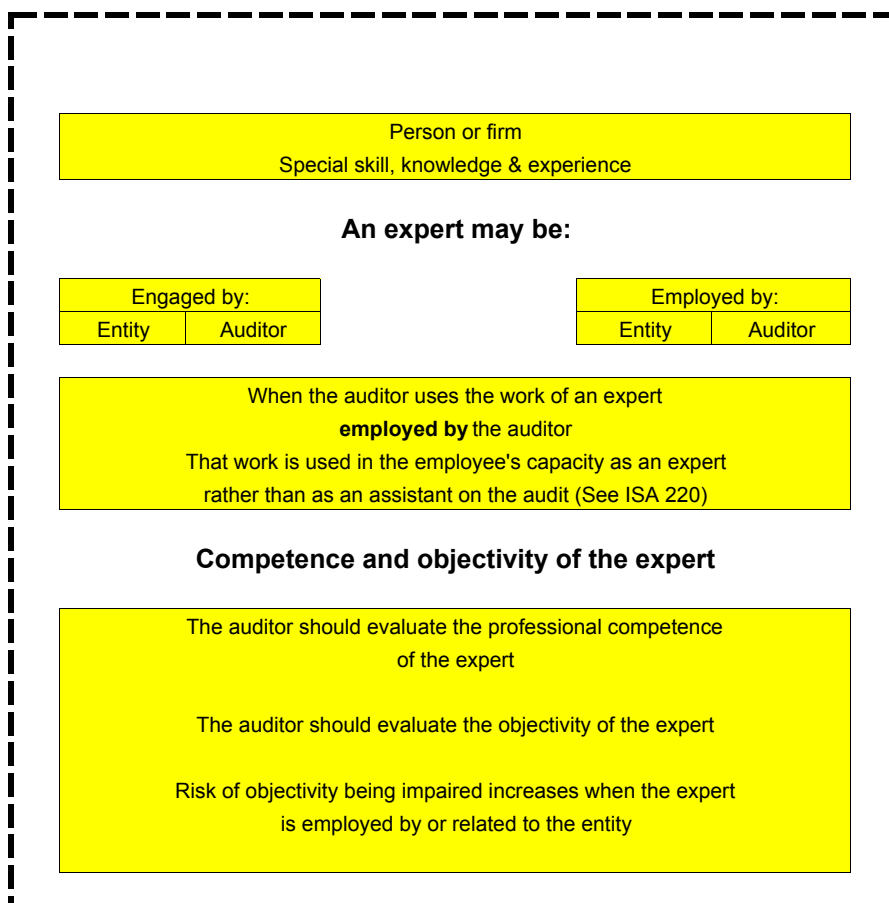 Person or firm
Special skill, knowledge & experience
An expert may be:
Engaged by: Employed by:
Entity Auditor Entity Auditor
When the auditor uses the work of an expert
employed by the auditor
That work is used in the employee's capacity as an expert
rather than as an assistant on the audit (See ISA 220)
Competence and objectivity of the expert
The auditor should evaluate the professional competence
of the expert
The auditor should evaluate the objectivity of the expert
Risk of objectivity being impaired increases when the expert
is employed by or related to the entity